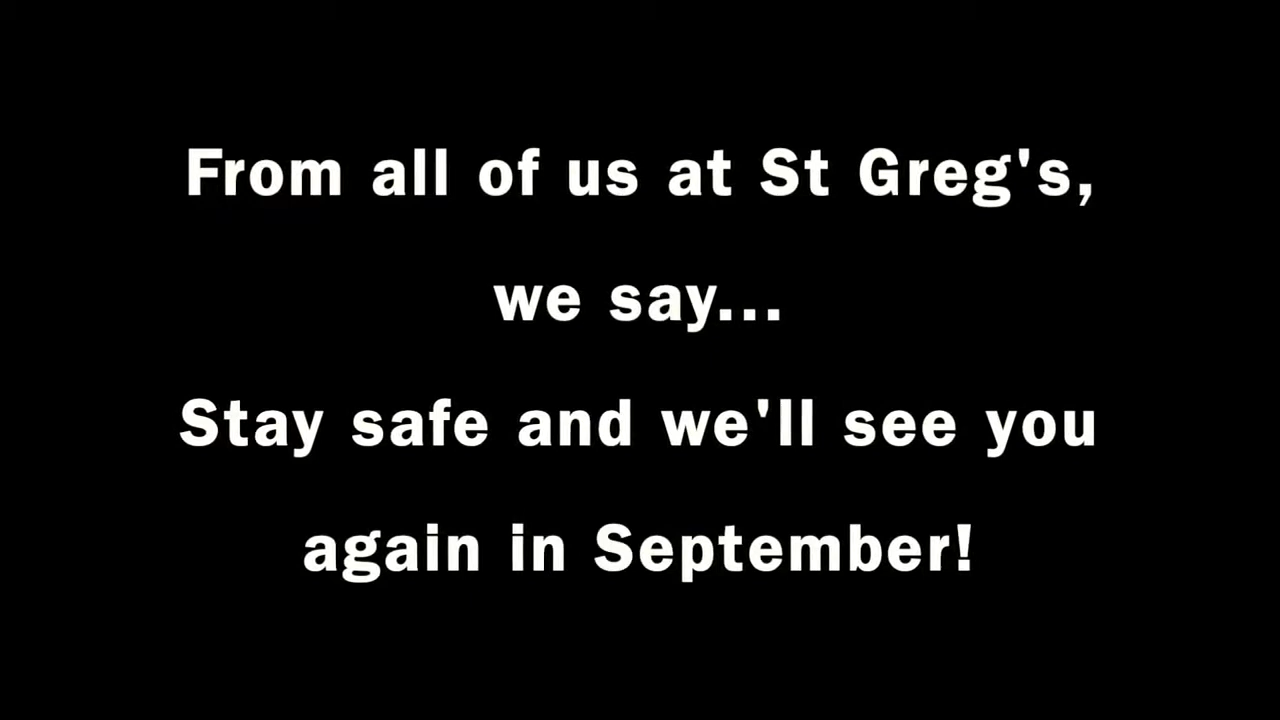 From all of us at St Greg's,
we say...
Stay safe and we'll see you
again in September!